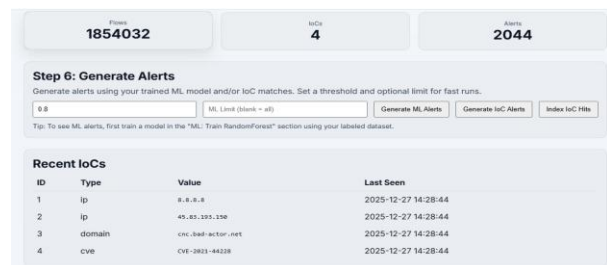 Flows
1854032
IoCs
4
Alerts
2044
Step 6: Generate Alerts
Generate alerts using your trained ML model and/or IoC matches. Set a threshold and optional limit for fast runs.
0.8 ML Limit (blank = all) Generate ML Alerts Generate IoC Alerts Index IoC Hits
Tip: To see ML alerts, first train a model in the "ML: Train RandomForest" section using your labeled dataset.
Recent IoCs
ID Type Value Last Seen
1 ip 8.8.8.8 2025-12-27 14:28:44
2 ip 45.83.193.150 2025-12-27 14:28:44
3 domain cnc.bad-actor.net 2025-12-27 14:28:44
4 cve CVE-2021-44228 2025-12-27 14:28:44